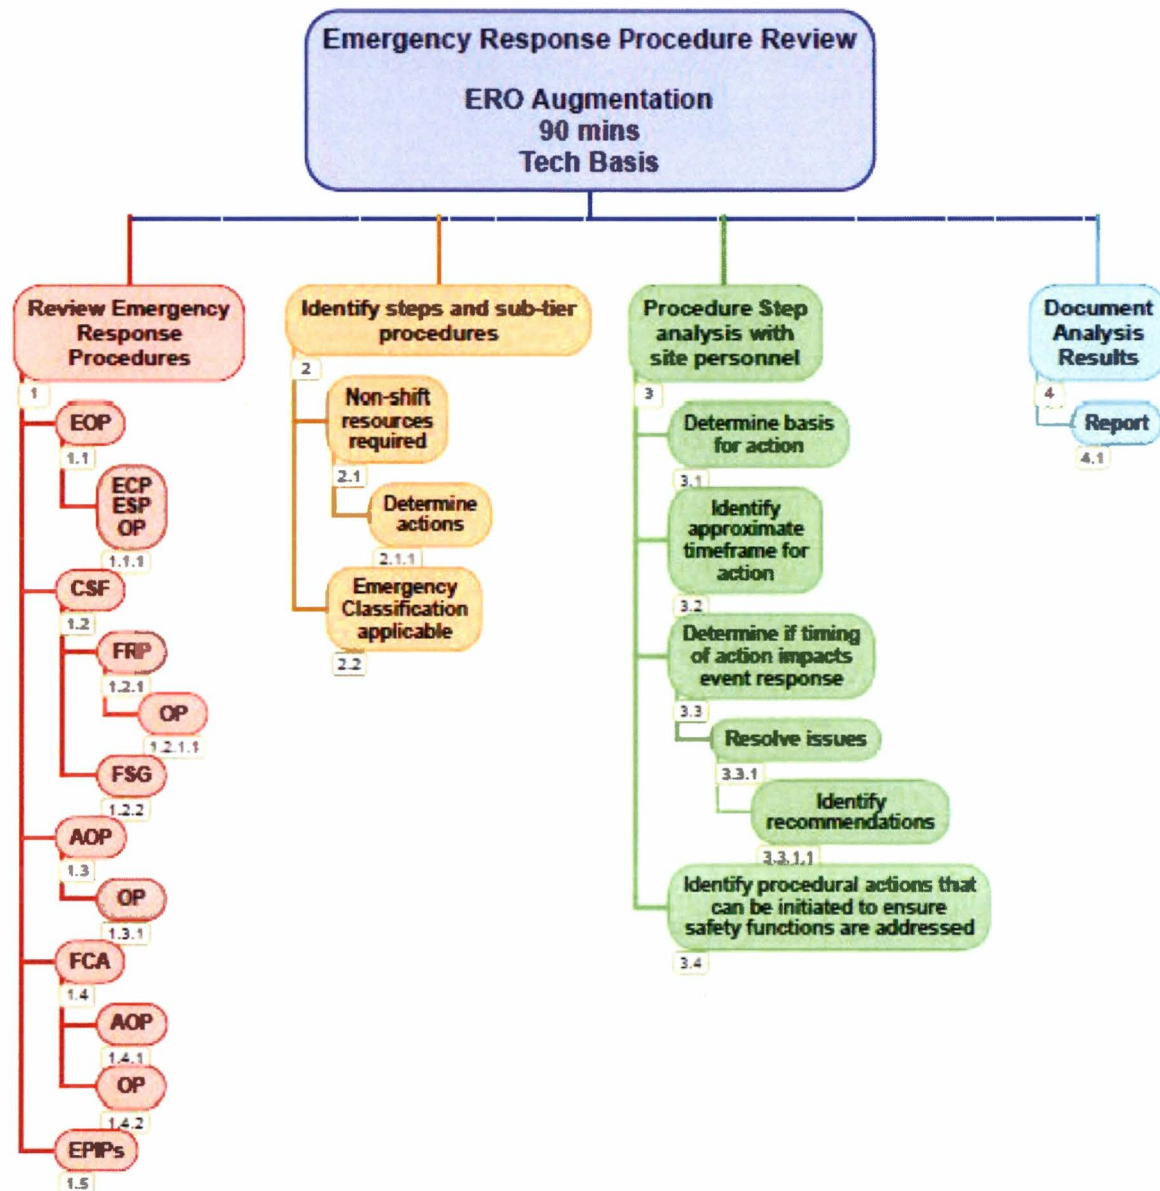 Emergency Response Procedure Review
ERO Augmentation
90 mins
Tech Basis
Review Emergency
Response
Procedures
1
EOP
1.1
ECP
ESP
OP
1.1.1
CSF
1.2
FRP
1.2.1
OP
1.2.1.1
FSG
1.2.2
AOP
1.3
OP
1.3.1
FCA
1.4
AOP
1.4.1
OP
1.4.2
EPIPs
1.5
Identify steps and sub-tier
procedures
2
Non-shift
resources
required
2.1
Determine
actions
2.1.1
Emergency
Classification
applicable
2.2
Procedure Step
analysis with
site personnel
3
Determine basis
for action
3.1
Identify
approximate
timeframe for
action
3.2
Determine if timing
of action impacts
event response
3.3
Resolve issues
3.3.1
Identify
recommendations
3.3.1.1
Identify procedural actions that
can be initiated to ensure
safety functions are addressed
3.4
Document
Analysis
Results
4
Report
4.1